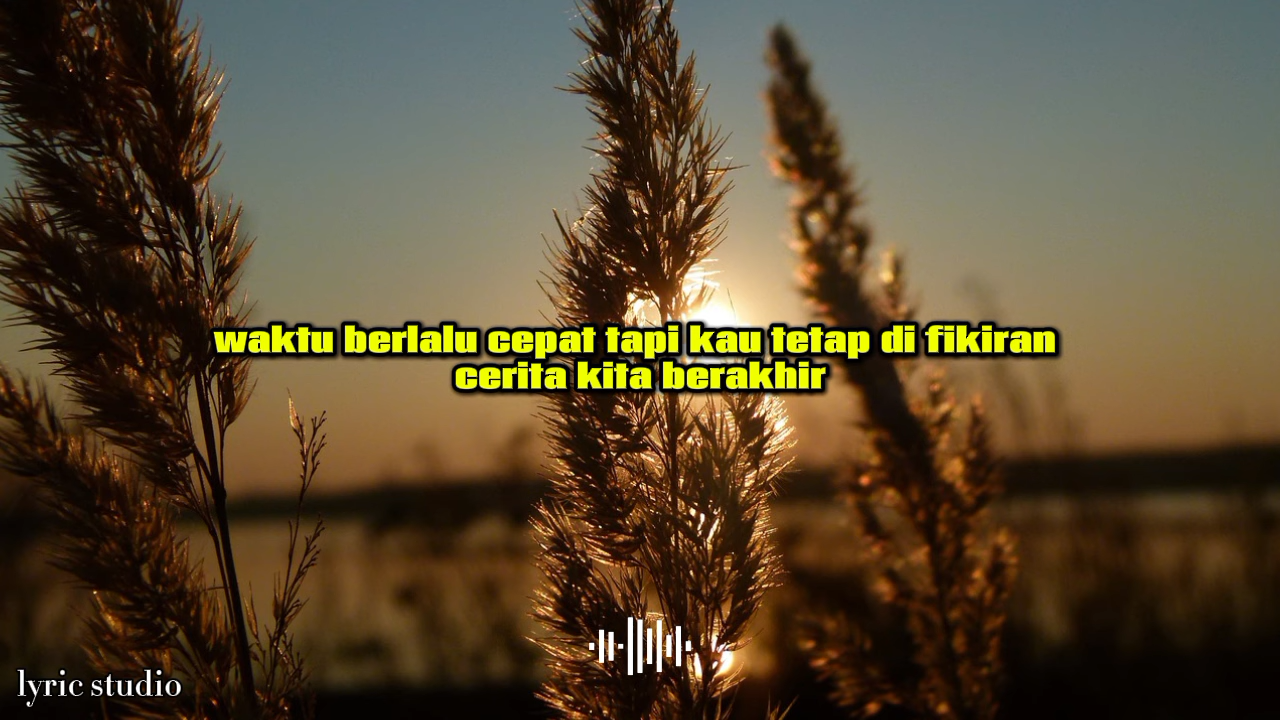 waktu berlalu cepat tapi kau tetap di fikiran
cerita kita berakhir
lyric studio